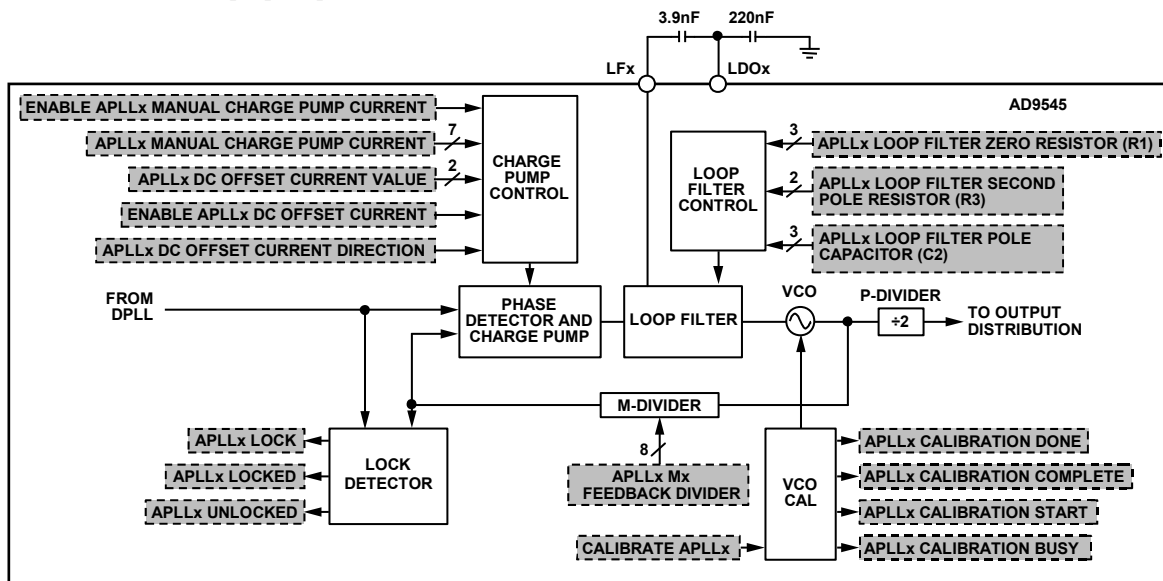 3.9nF
220nF
LFx
LDOx
AD9545
ENABLE APLLx MANUAL CHARGE PUMP CURRENT
7
APLLx MANUAL CHARGE PUMP CURRENT
2
APLLx DC OFFSET CURRENT VALUE
ENABLE APLLx DC OFFSET CURRENT
APLLx DC OFFSET CURRENT DIRECTION
CHARGE
PUMP
CONTROL
LOOP
FILTER
CONTROL
3
APLLx LOOP FILTER ZERO RESISTOR (R1)
2
APLLx LOOP FILTER SECOND
POLE RESISTOR (R3)
3
APLLx LOOP FILTER POLE
CAPACITOR (C2)
FROM
DPLL
PHASE
DETECTOR AND
CHARGE PUMP
LOOP FILTER
VCO
P-DIVIDER
÷2
TO OUTPUT
DISTRIBUTION
M-DIVIDER
8
APLLx Mx
FEEDBACK DIVIDER
APLLx LOCK
APLLx LOCKED
APLLx UNLOCKED
LOCK
DETECTOR
CALIBRATE APLLx
VCO
CAL
APLLx CALIBRATION DONE
APLLx CALIBRATION COMPLETE
APLLx CALIBRATION START
APLLx CALIBRATION BUSY